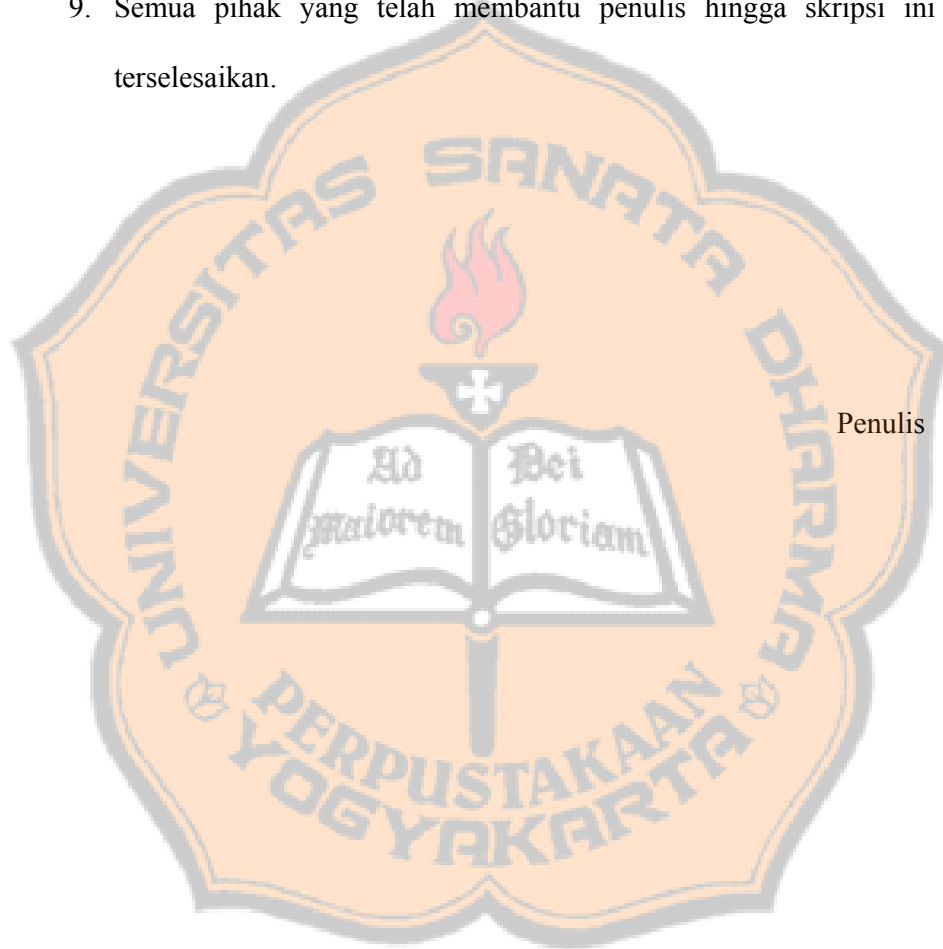 9. Semua pihak yang telah membantu penulis hingga skripsi ini
terselesaikan.
UNIVERSITAS SANATA DHARMA
Penulis
Ad Dei
maiorem Gloriam
PERPUSTAKAAN
YOGYAKARTA